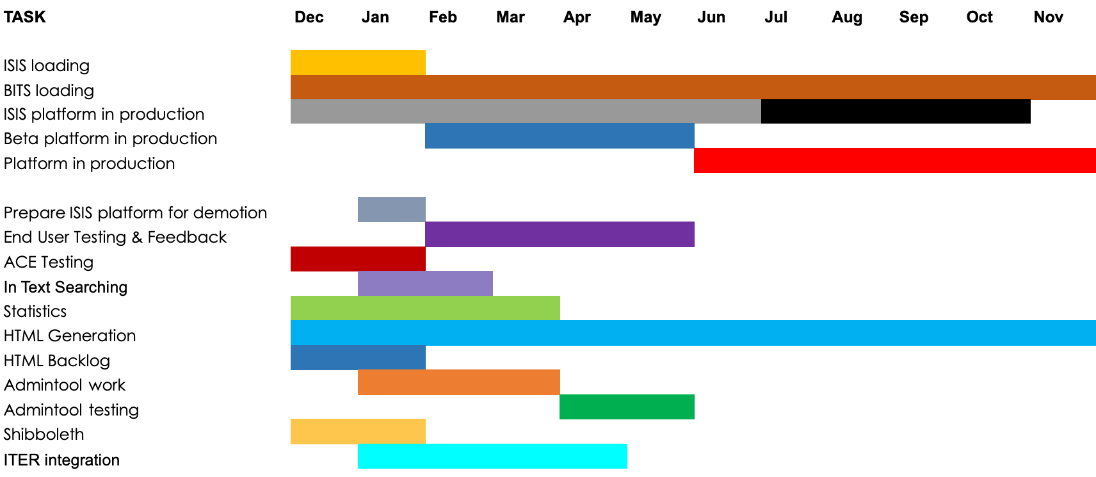 TASK Dec Jan Feb Mar Apr May Jun Jul Aug Sep Oct Nov
ISIS loading
BITS loading
ISIS platform in production
Beta platform in production
Platform in production
Prepare ISIS platform for demotion
End User Testing & Feedback
ACE Testing
In Text Searching
Statistics
HTML Generation
HTML Backlog
Admintool work
Admintool testing
Shibboleth
ITER integration